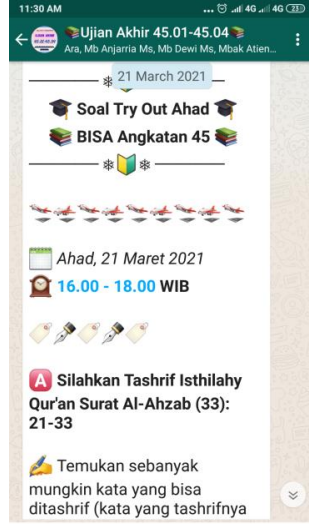 11:30 AM
4G 4G 23
📚Ujian Akhir 45.01-45.04📚
Ara, Mb Anjarria Ms, Mb Dewi Ms, Mbak Atien...
21 March 2021
🎓 Soal Try Out Ahad 🎓
📚 BISA Angkatan 45 📚
Ahad, 21 Maret 2021
16.00 - 18.00 WIB
🅰 Silahkan Tashrif Isthilahy
Qur'an Surat Al-Ahzab (33):
21-33
✍ Temukan sebanyak
mungkin kata yang bisa
ditashrif (kata yang tashrifnya